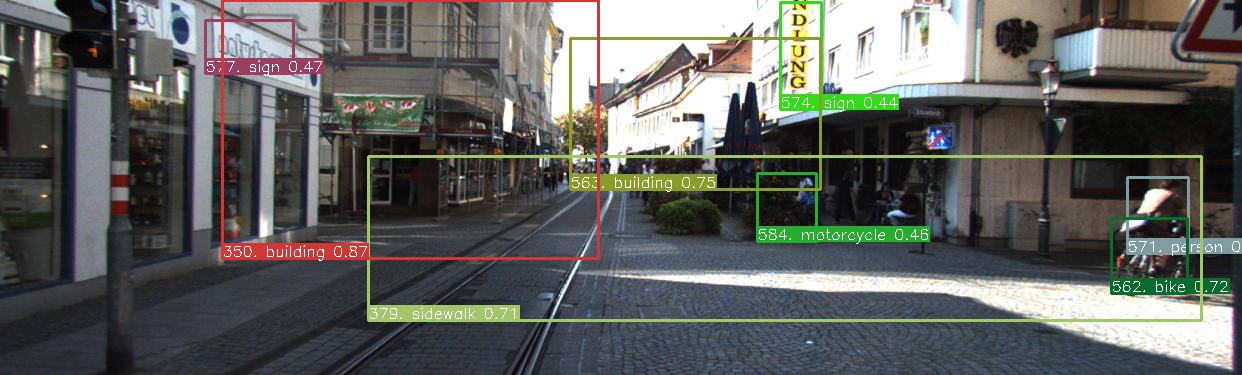 577. sign 0.47
NDLUNG
574. sign 0.44
563. building 0.75
584. motorcycle 0.46
350. building 0.87
571. person 0
562. bike 0.72
379. sidewalk 0.71